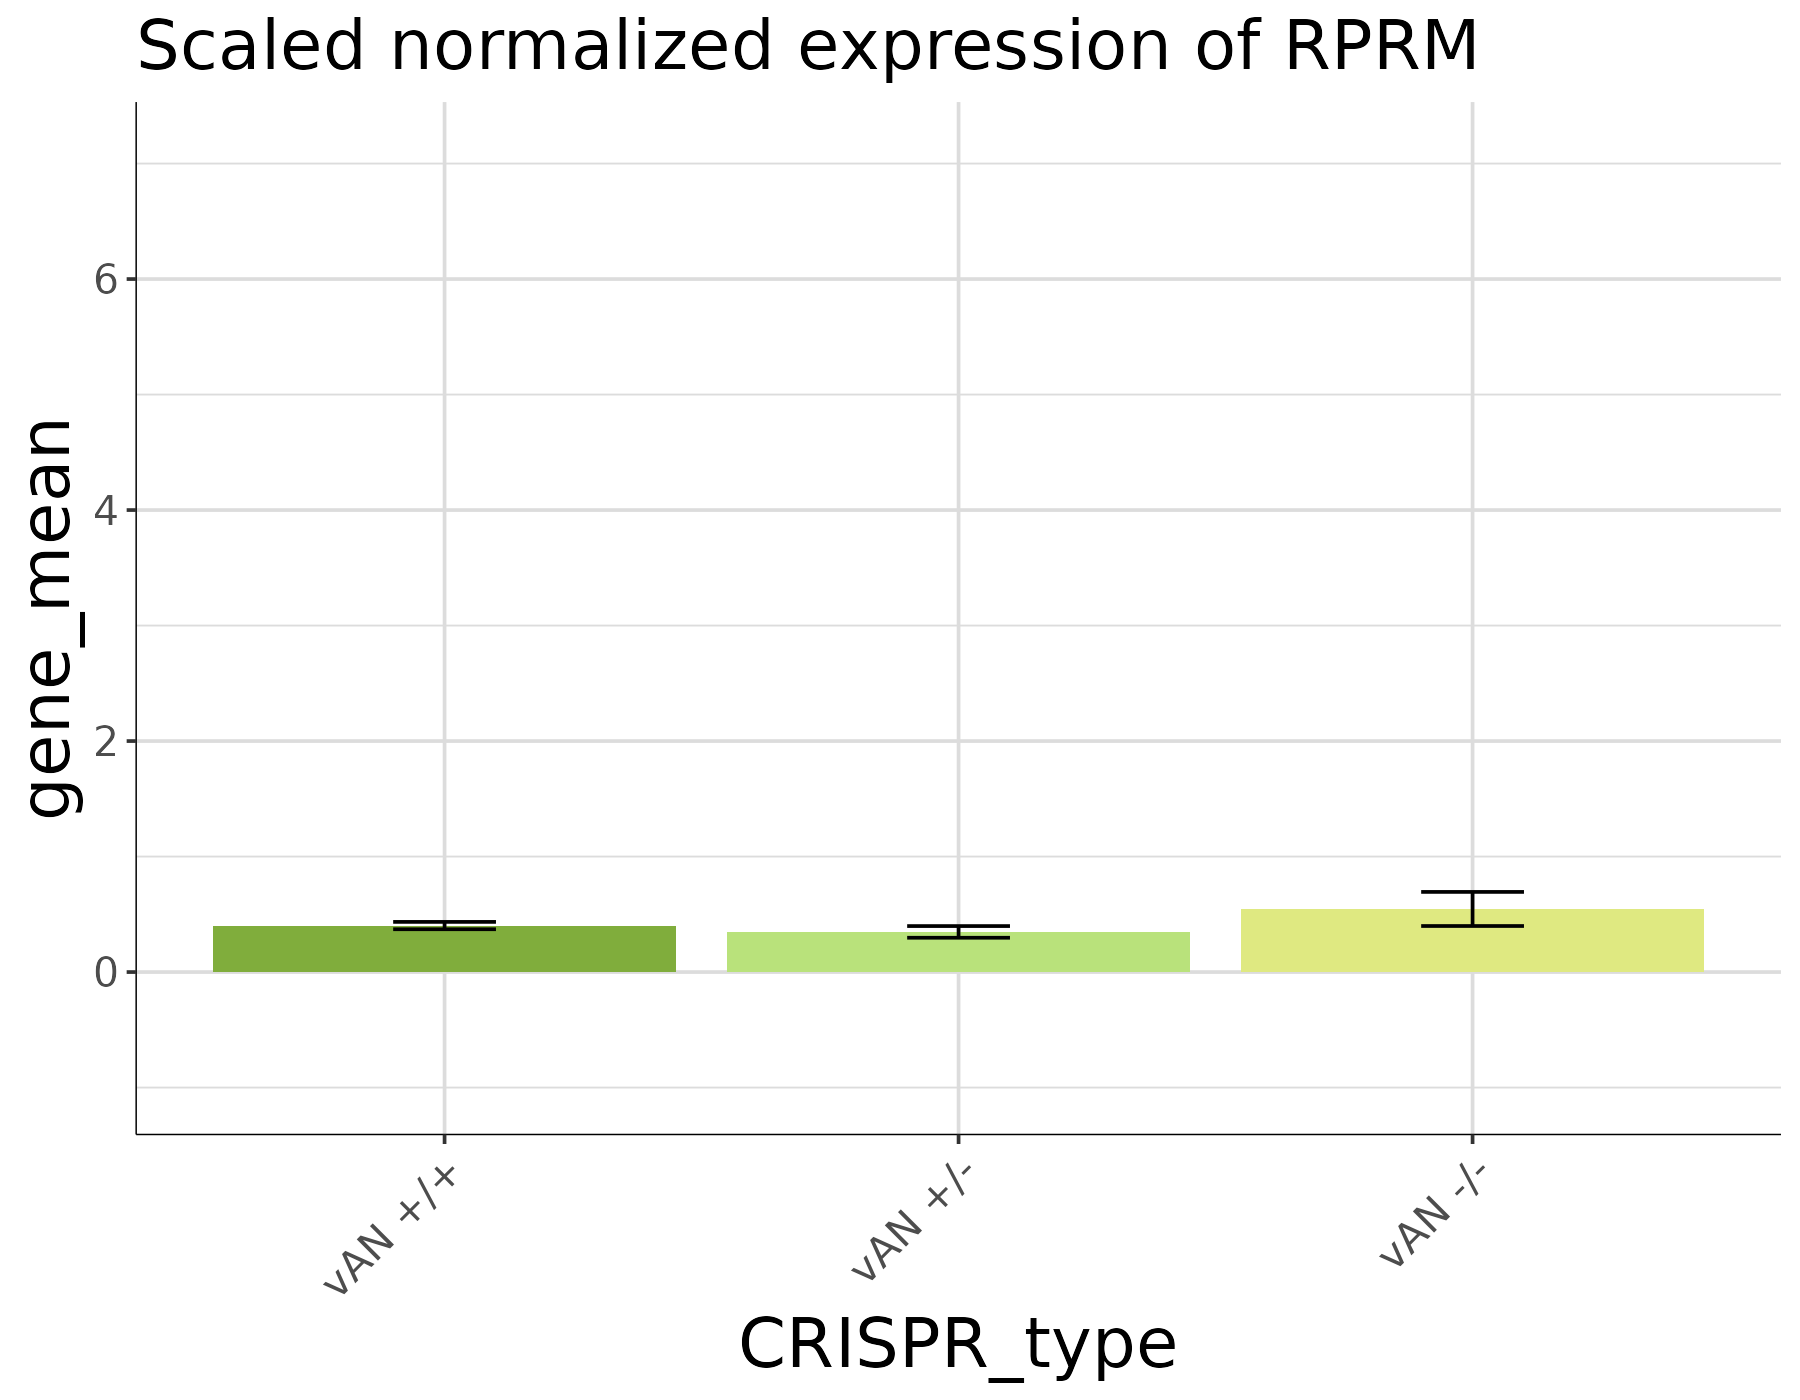 Scaled normalized expression of RPRM
gene_mean
6
4
2
0
vAN +/+
vAN +/-
vAN -/-
CRISPR_type